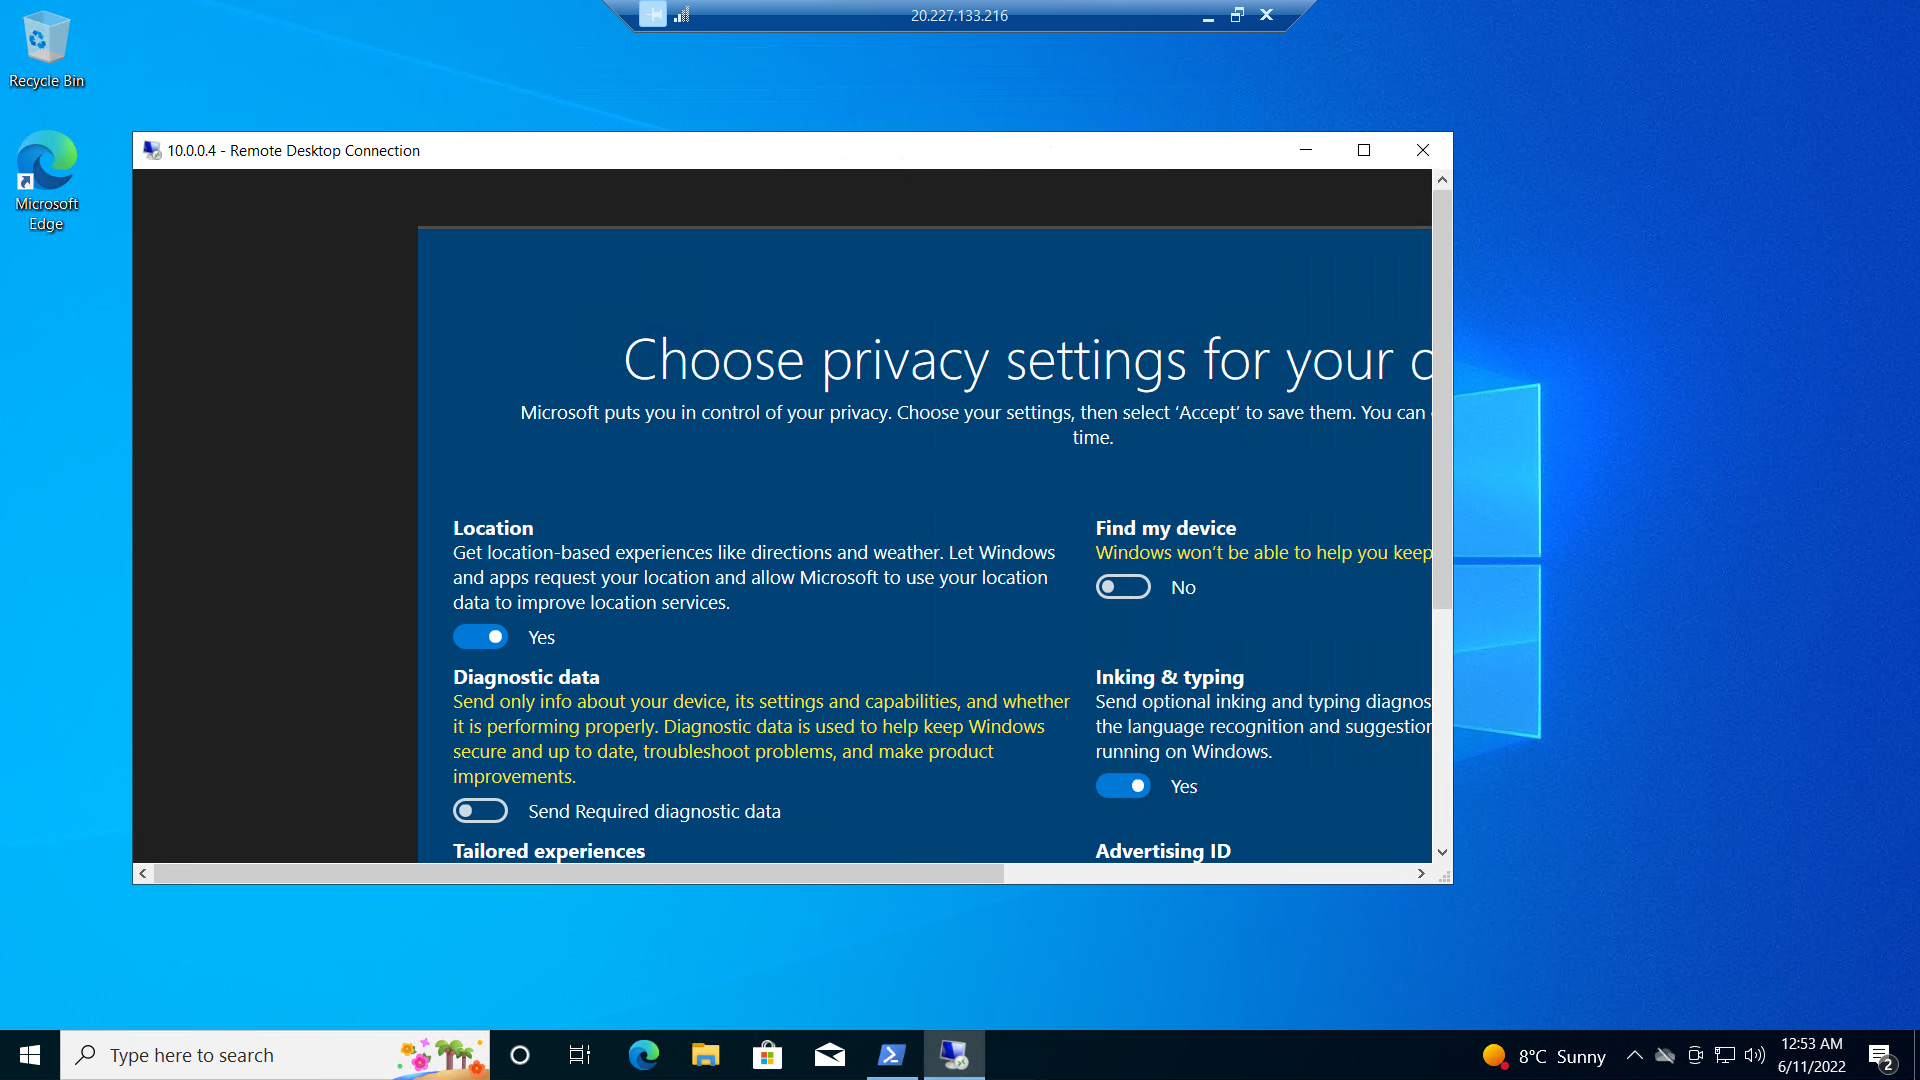 20.227.133.216
Recycle Bin
Microsoft
Edge
10.0.0.4 - Remote Desktop Connection
Choose privacy settings for your d
Microsoft puts you in control of your privacy. Choose your settings, then select ‘Accept’ to save them. You can
time.
Location
Get location-based experiences like directions and weather. Let Windows
and apps request your location and allow Microsoft to use your location
data to improve location services.
Yes
Find my device
Windows won’t be able to help you keep
No
Diagnostic data
Send only info about your device, its settings and capabilities, and whether
it is performing properly. Diagnostic data is used to help keep Windows
secure and up to date, troubleshoot problems, and make product
improvements.
Send Required diagnostic data
Inking & typing
Send optional inking and typing diagnos
the language recognition and suggestion
running on Windows.
Yes
Tailored experiences
Advertising ID
Type here to search
8°C Sunny
12:53 AM
6/11/2022
2